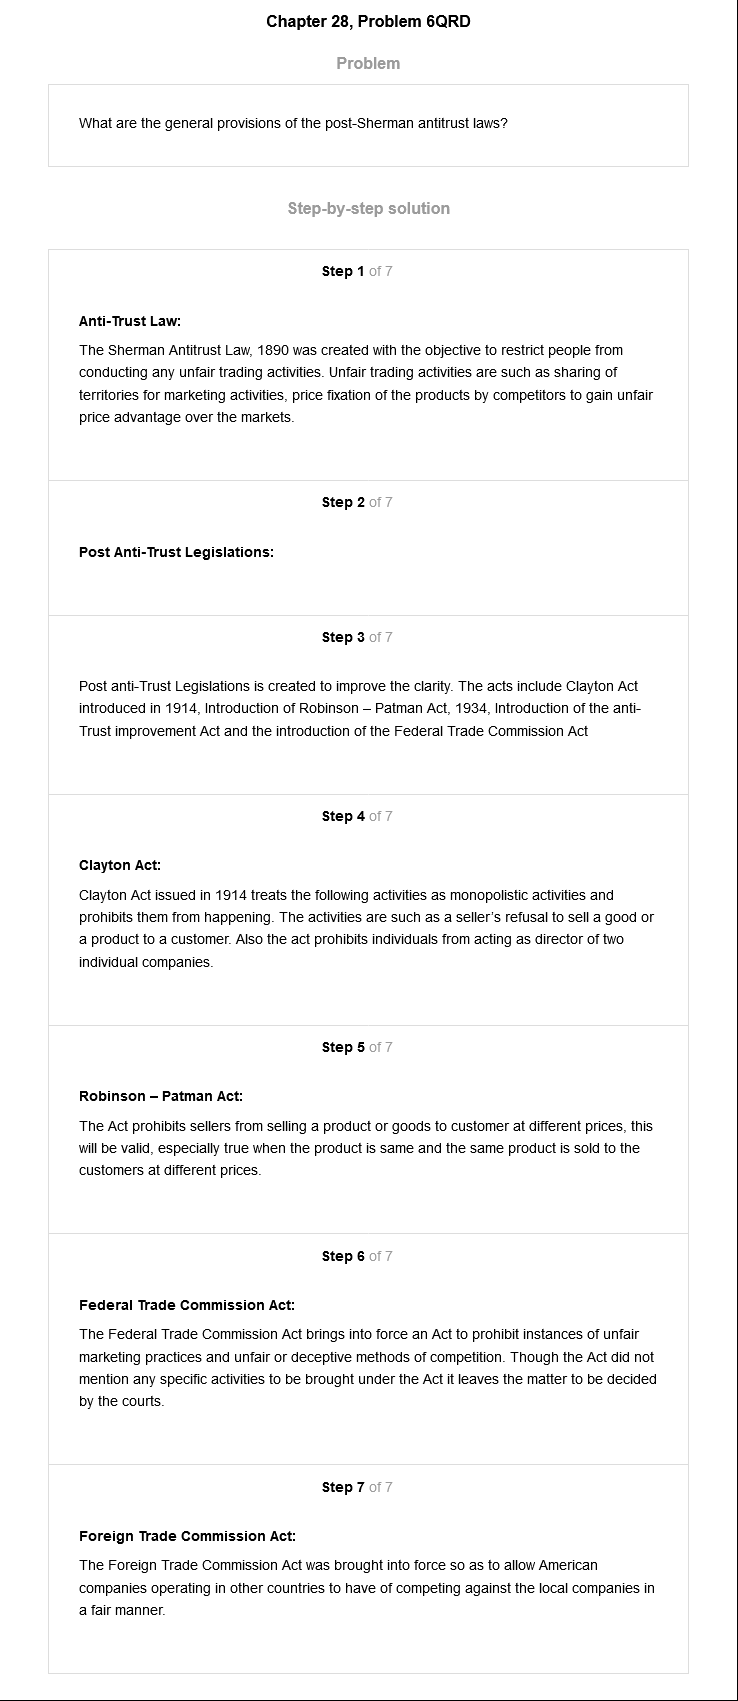 Chapter 28, Problem 6QRD
Problem
What are the general provisions of the post-Sherman antitrust laws?
Step-by-step solution
Step 1 of 7
Anti-Trust Law:
The Sherman Antitrust Law, 1890 was created with the objective to restrict people from
conducting any unfair trading activities. Unfair trading activities are such as sharing of
territories for marketing activities, price fixation of the products by competitors to gain unfair
price advantage over the markets.
Step 2 of 7
Post Anti-Trust Legislations:
Step 3 of 7
Post anti-Trust Legislations is created to improve the clarity. The acts include Clayton Act
introduced in 1914, Introduction of Robinson – Patman Act, 1934, Introduction of the anti-
Trust improvement Act and the introduction of the Federal Trade Commission Act
Step 4 of 7
Clayton Act:
Clayton Act issued in 1914 treats the following activities as monopolistic activities and
prohibits them from happening. The activities are such as a seller’s refusal to sell a good or
a product to a customer. Also the act prohibits individuals from acting as director of two
individual companies.
Step 5 of 7
Robinson – Patman Act:
The Act prohibits sellers from selling a product or goods to customer at different prices, this
will be valid, especially true when the product is same and the same product is sold to the
customers at different prices.
Step 6 of 7
Federal Trade Commission Act:
The Federal Trade Commission Act brings into force an Act to prohibit instances of unfair
marketing practices and unfair or deceptive methods of competition. Though the Act did not
mention any specific activities to be brought under the Act it leaves the matter to be decided
by the courts.
Step 7 of 7
Foreign Trade Commission Act:
The Foreign Trade Commission Act was brought into force so as to allow American
companies operating in other countries to have of competing against the local companies in
a fair manner.